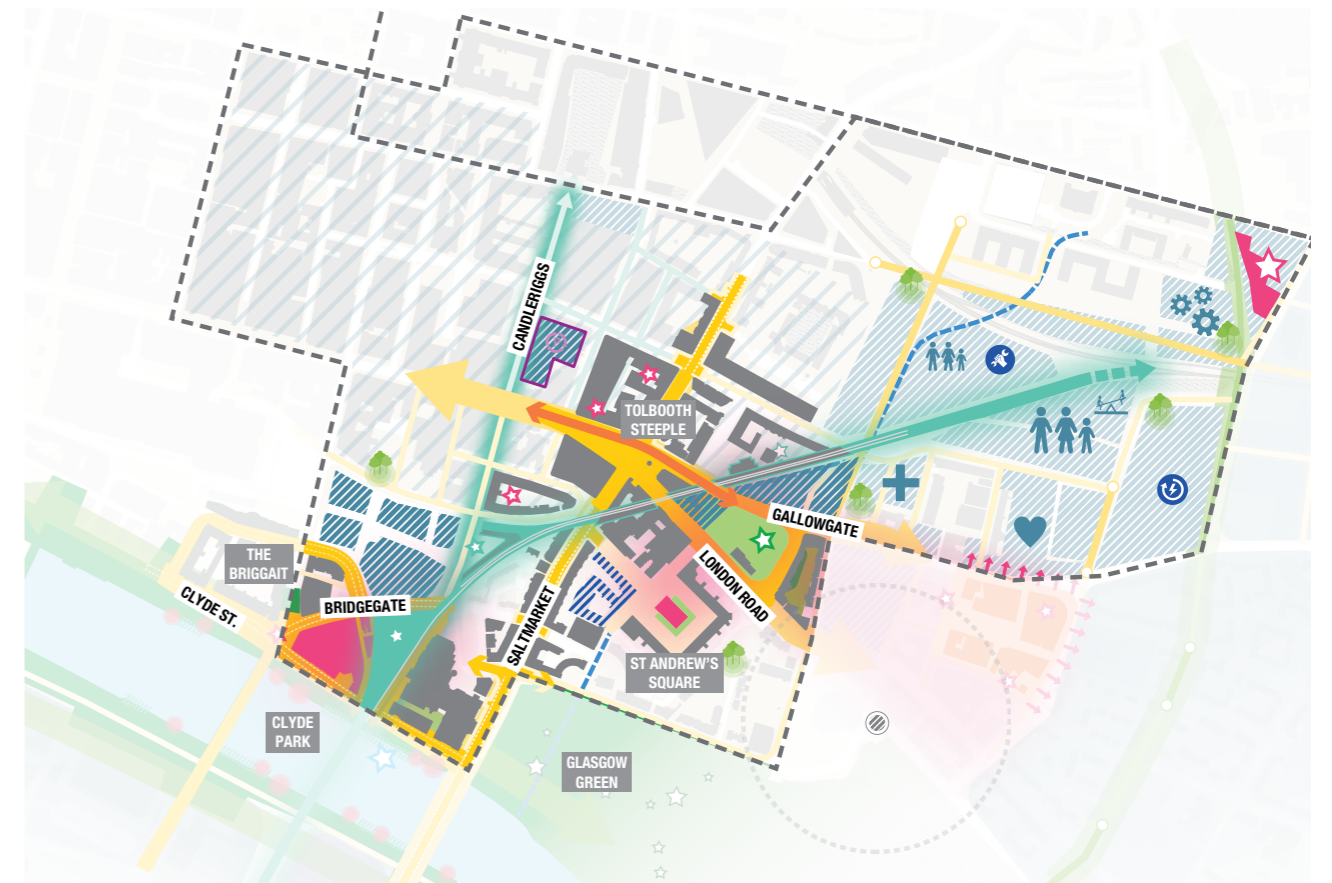 CANDLERIGGS
TOLBOOTH
STEEPLE
GALLOWGATE
LONDON ROAD
THE
BRIGGAIT
BRIDGEGATE
CLYDE ST.
SALTMARKET
ST ANDREW'S
SQUARE
CLYDE
PARK
GLASGOW
GREEN